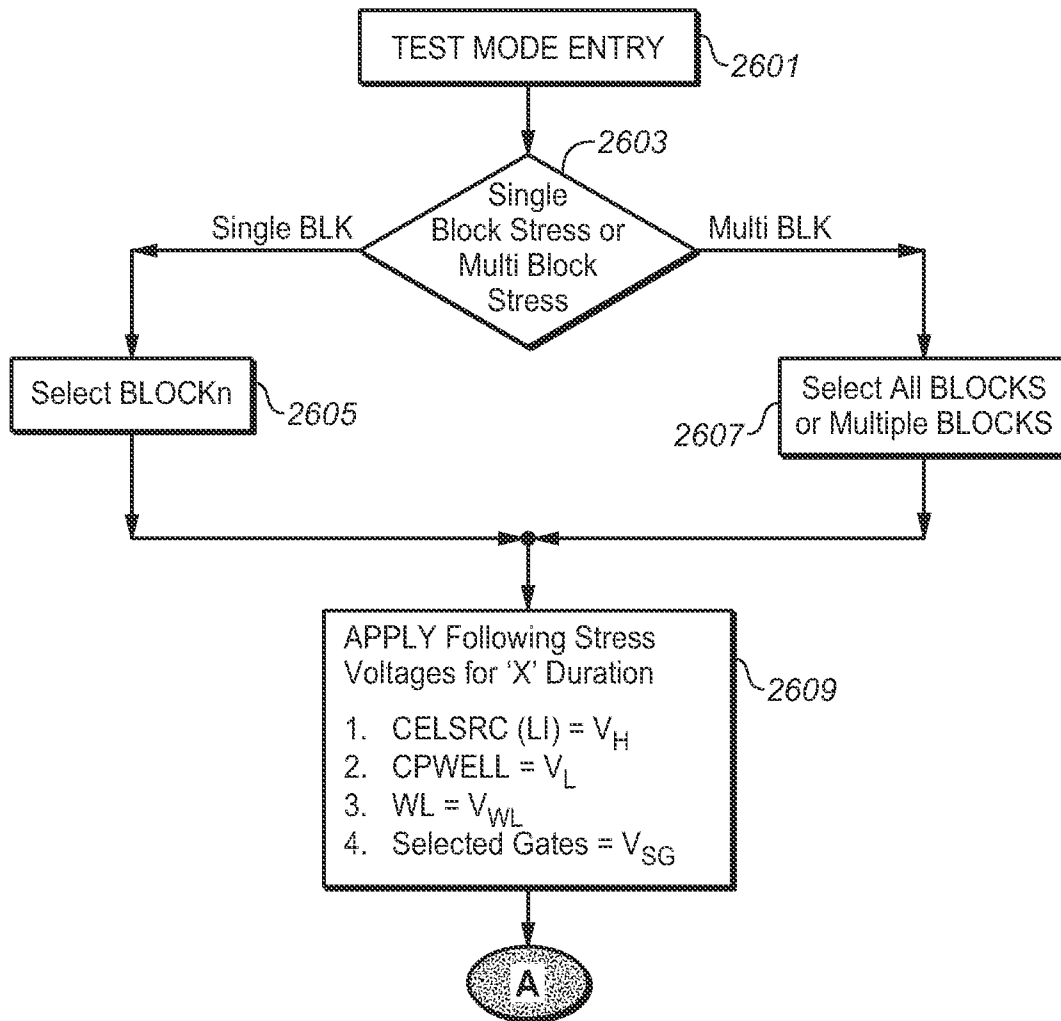 TEST MODE ENTRY
2601
2603
Single
Block Stress or
Multi Block
Stress
Single BLK
Multi BLK
Select BLOCKn
2605
Select All BLOCKS
or Multiple BLOCKS
2607
APPLY Following Stress
Voltages for ‘X’ Duration
2609
1. CELSRC (LI) = V_H
2. CPWELL = V_L
3. WL = V_WL
4. Selected Gates = V_SG
A